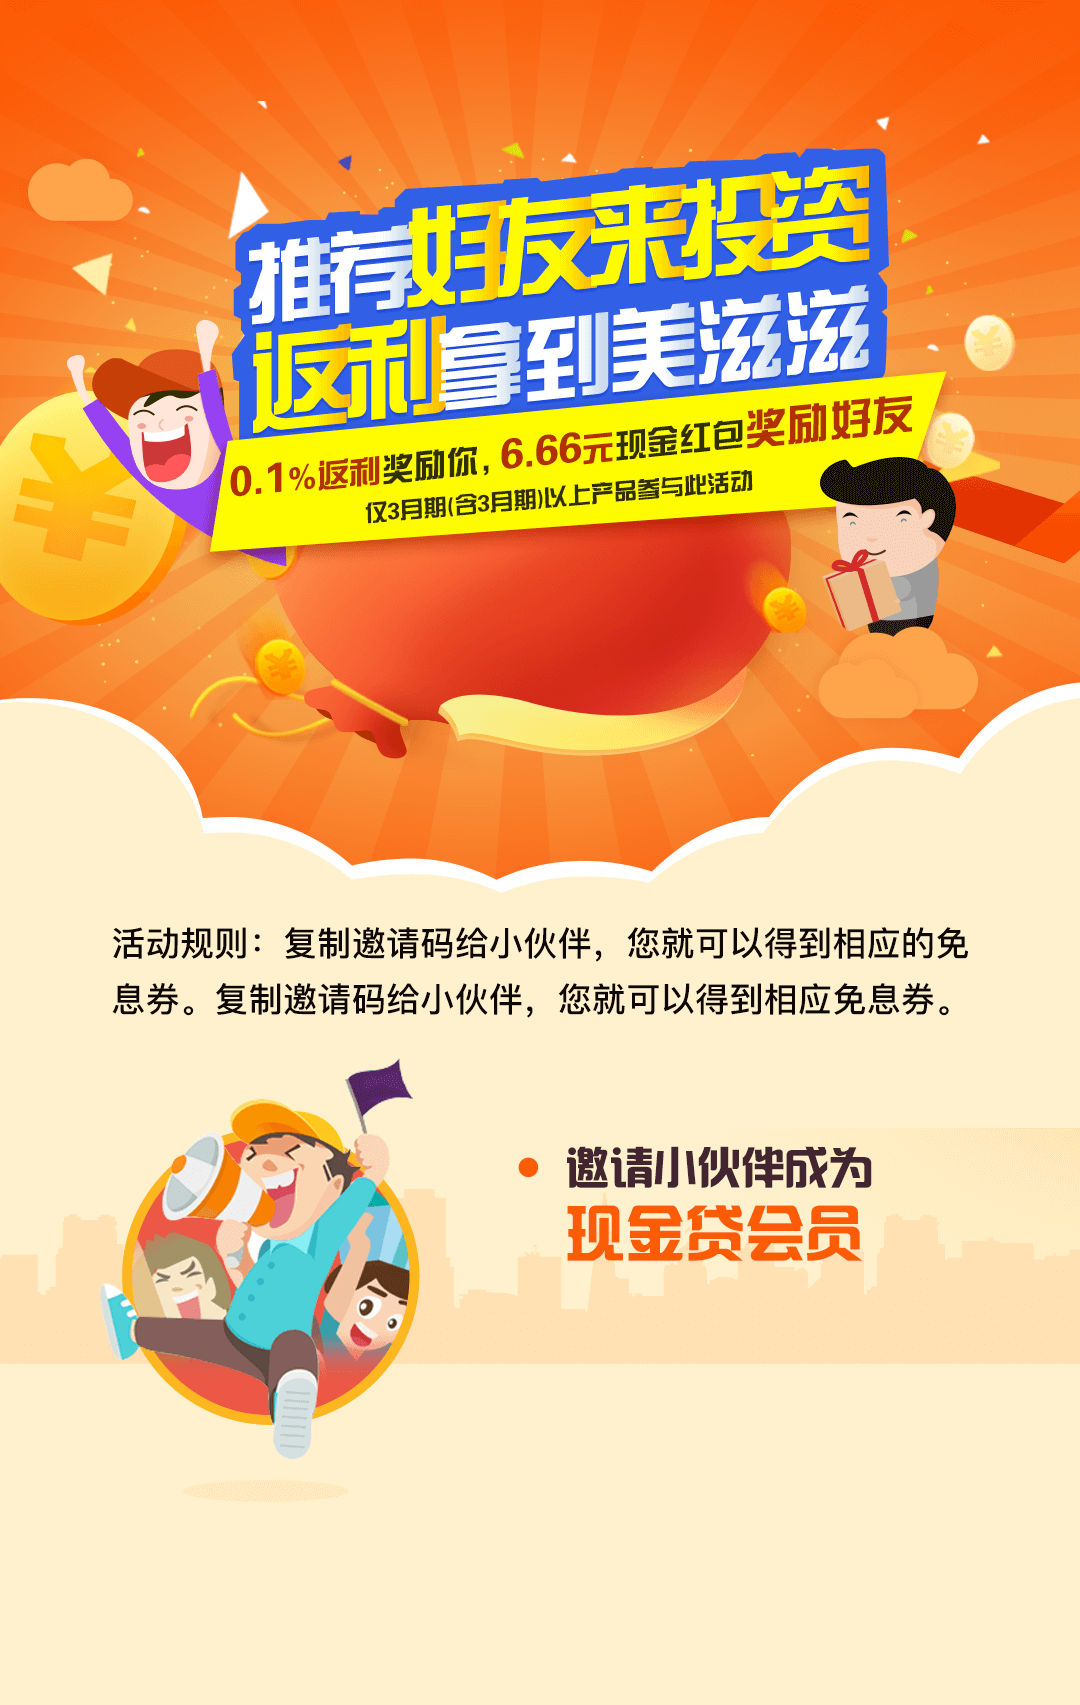 推荐好友来投资
返利拿到美滋滋
0.1%返利奖励你，6.66元现金红包奖励好友
仅3月期(含3月期)以上产品参与此活动
活动规则：复制邀请码给小伙伴，您就可以得到相应的免
息券。复制邀请码给小伙伴，您就可以得到相应免息券。
• 邀请小伙伴成为
现金贷会员